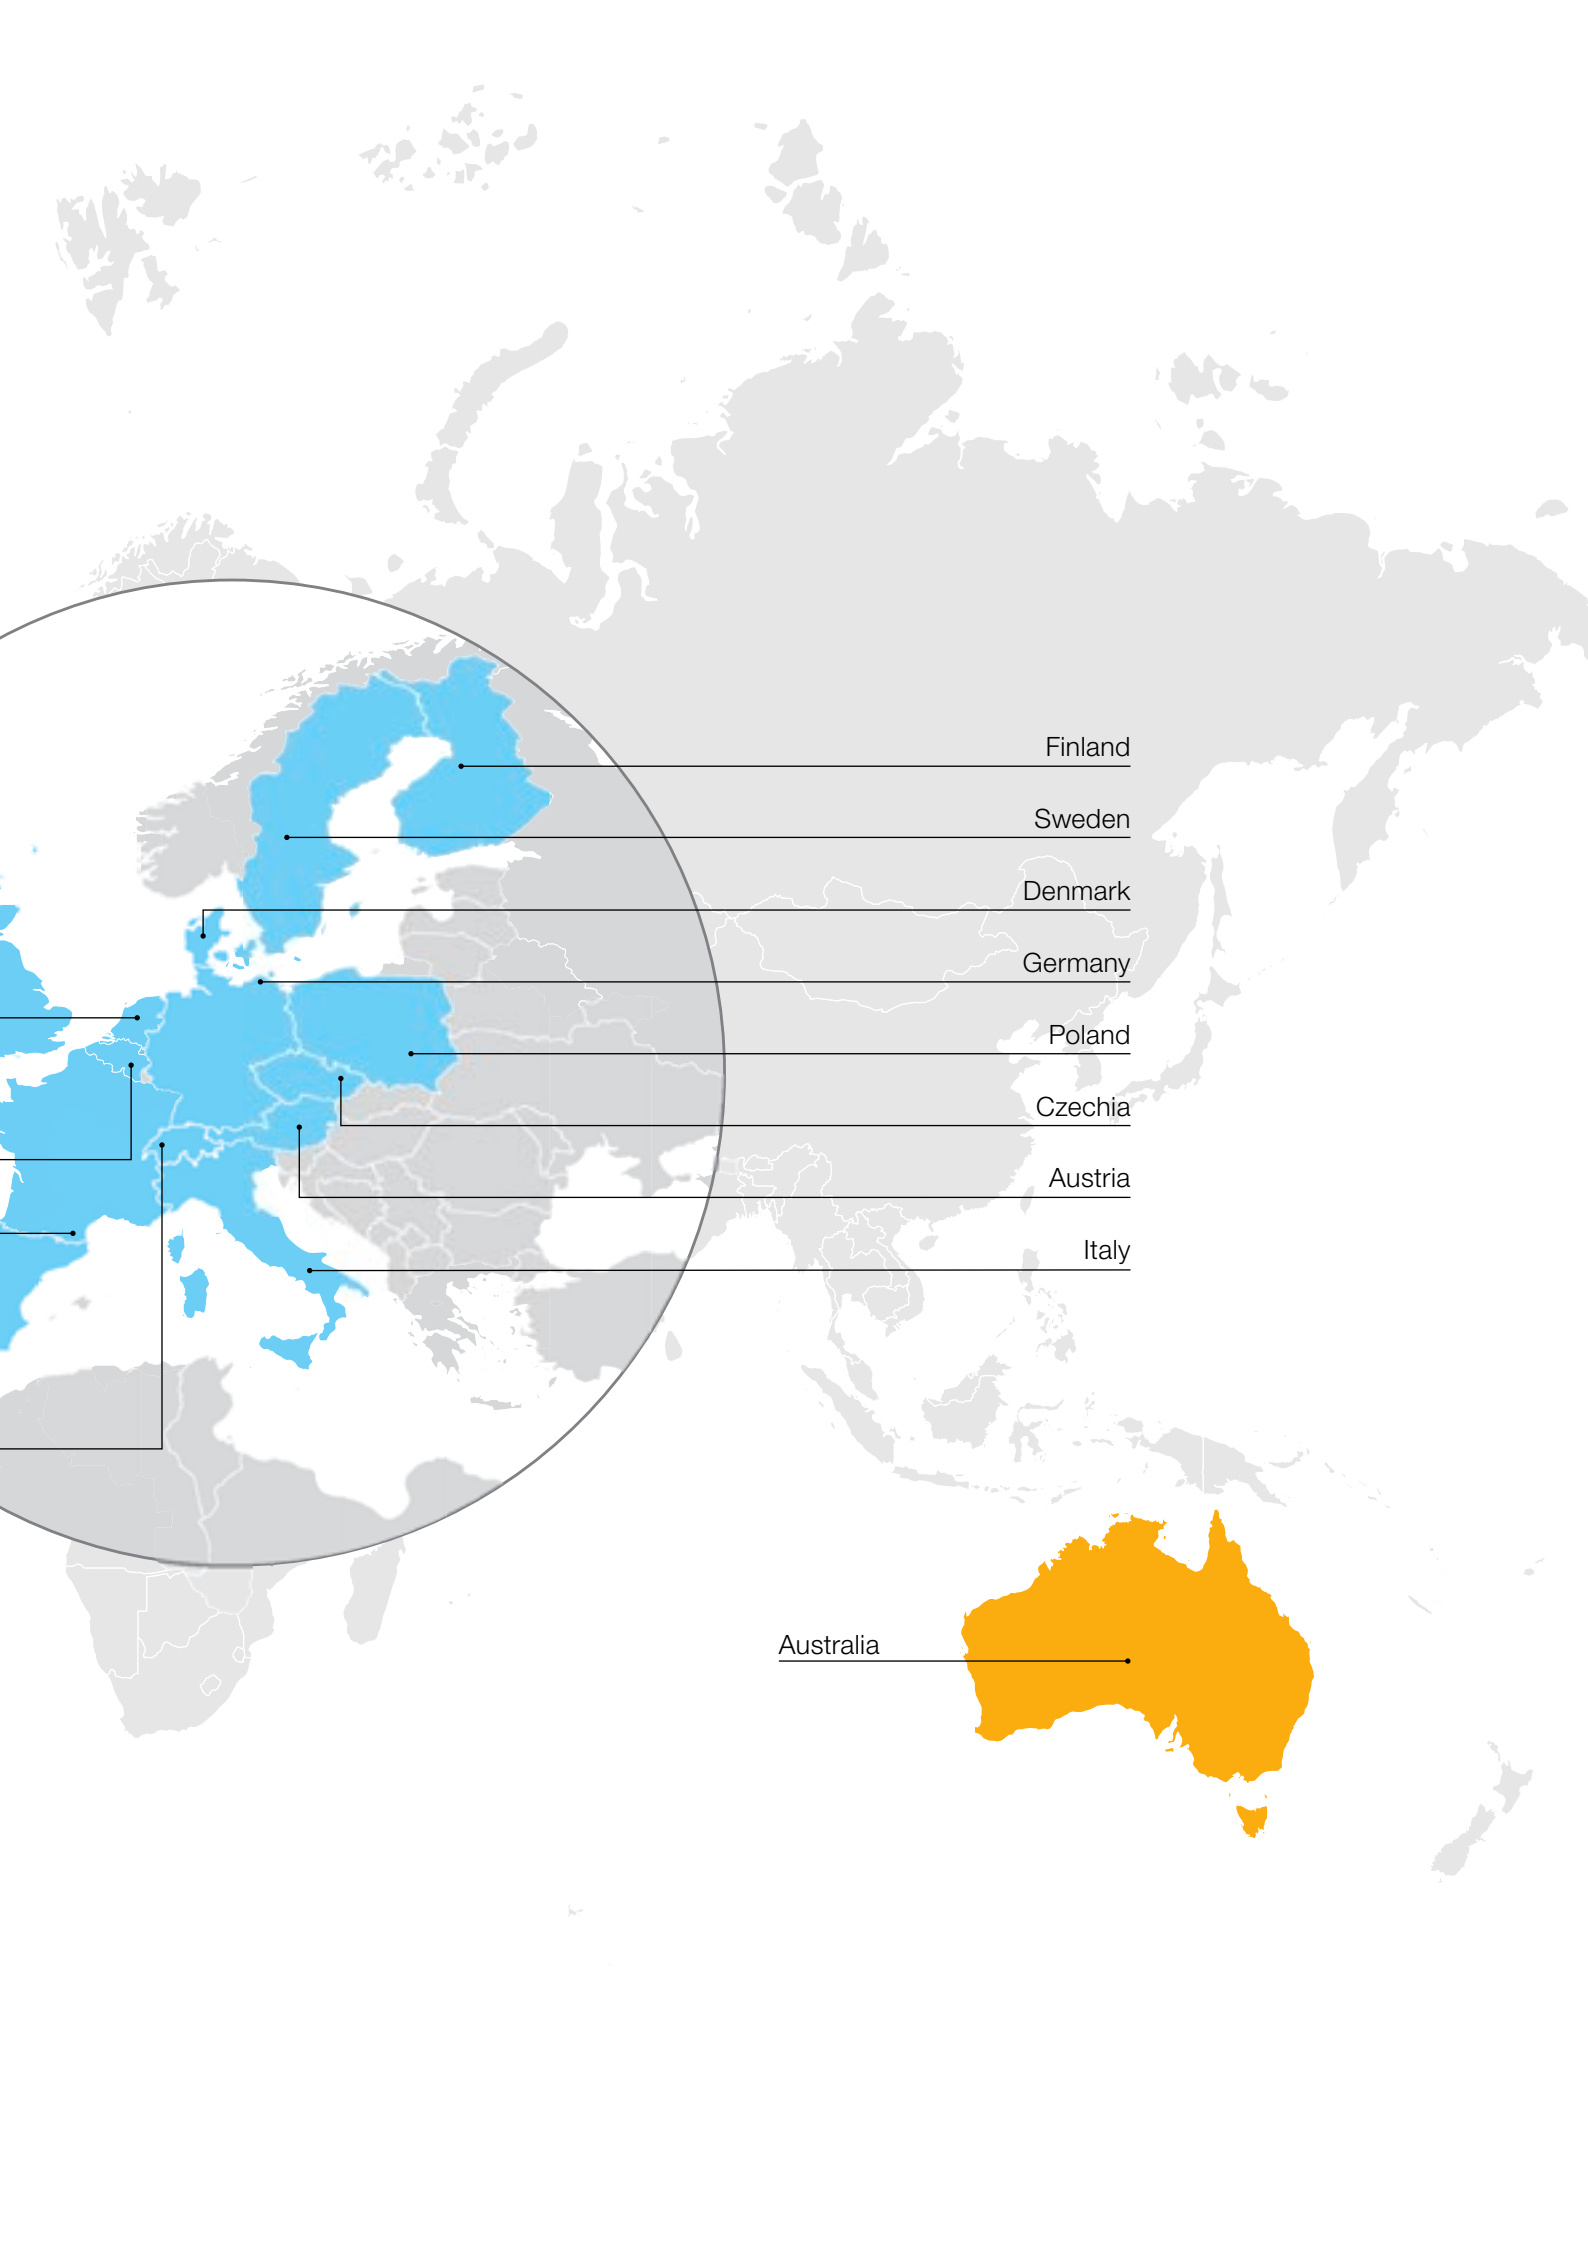 Finland
Sweden
Denmark
Germany
Poland
Czechia
Austria
Italy
Australia